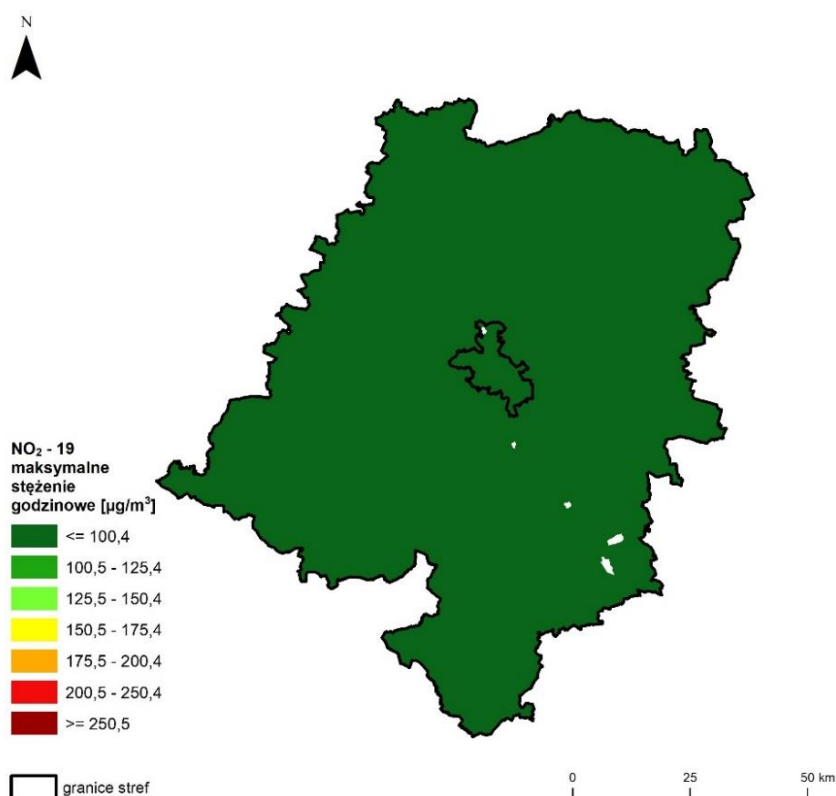 N
NO₂ - 19
maksymalne
stężenie
godzinowe [µg/m³]
<= 100,4
100,5 - 125,4
125,5 - 150,4
150,5 - 175,4
175,5 - 200,4
200,5 - 250,4
>= 250,5
granice stref
0 25 50 km